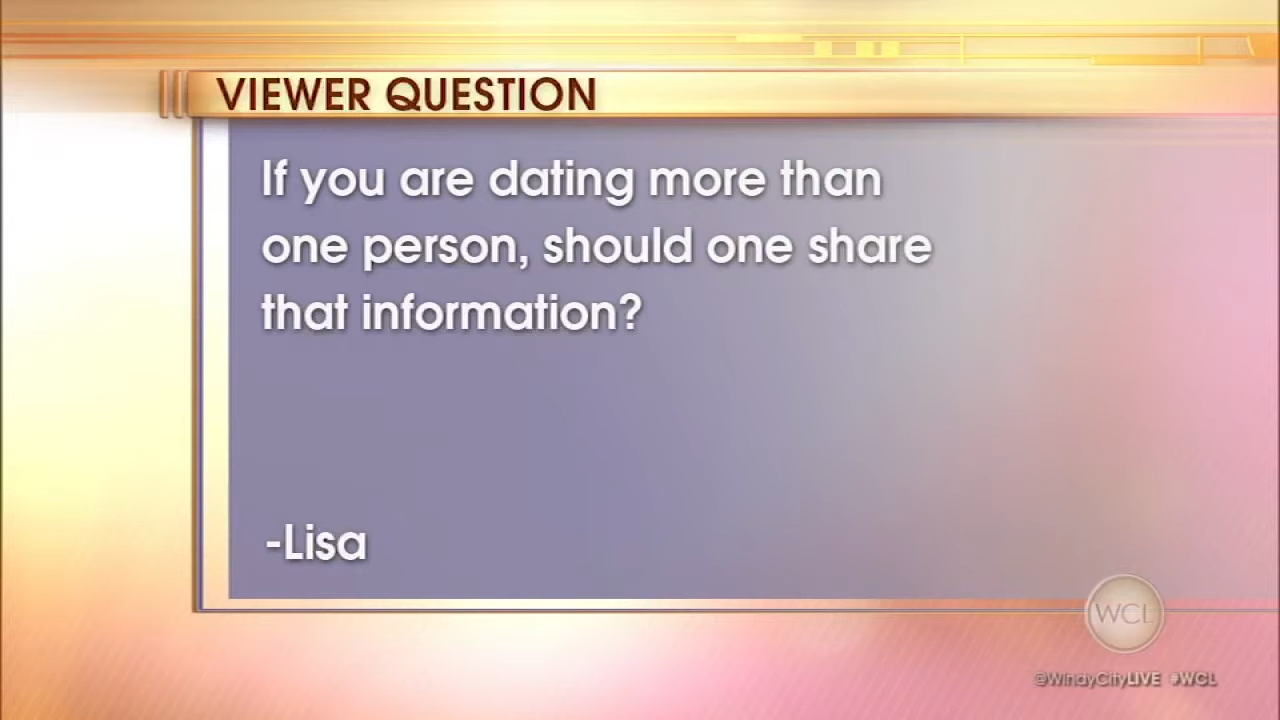 VIEWER QUESTION
If you are dating more than
one person, should one share
that information?
-Lisa
WCL
@WindyCityLIVE #WCL